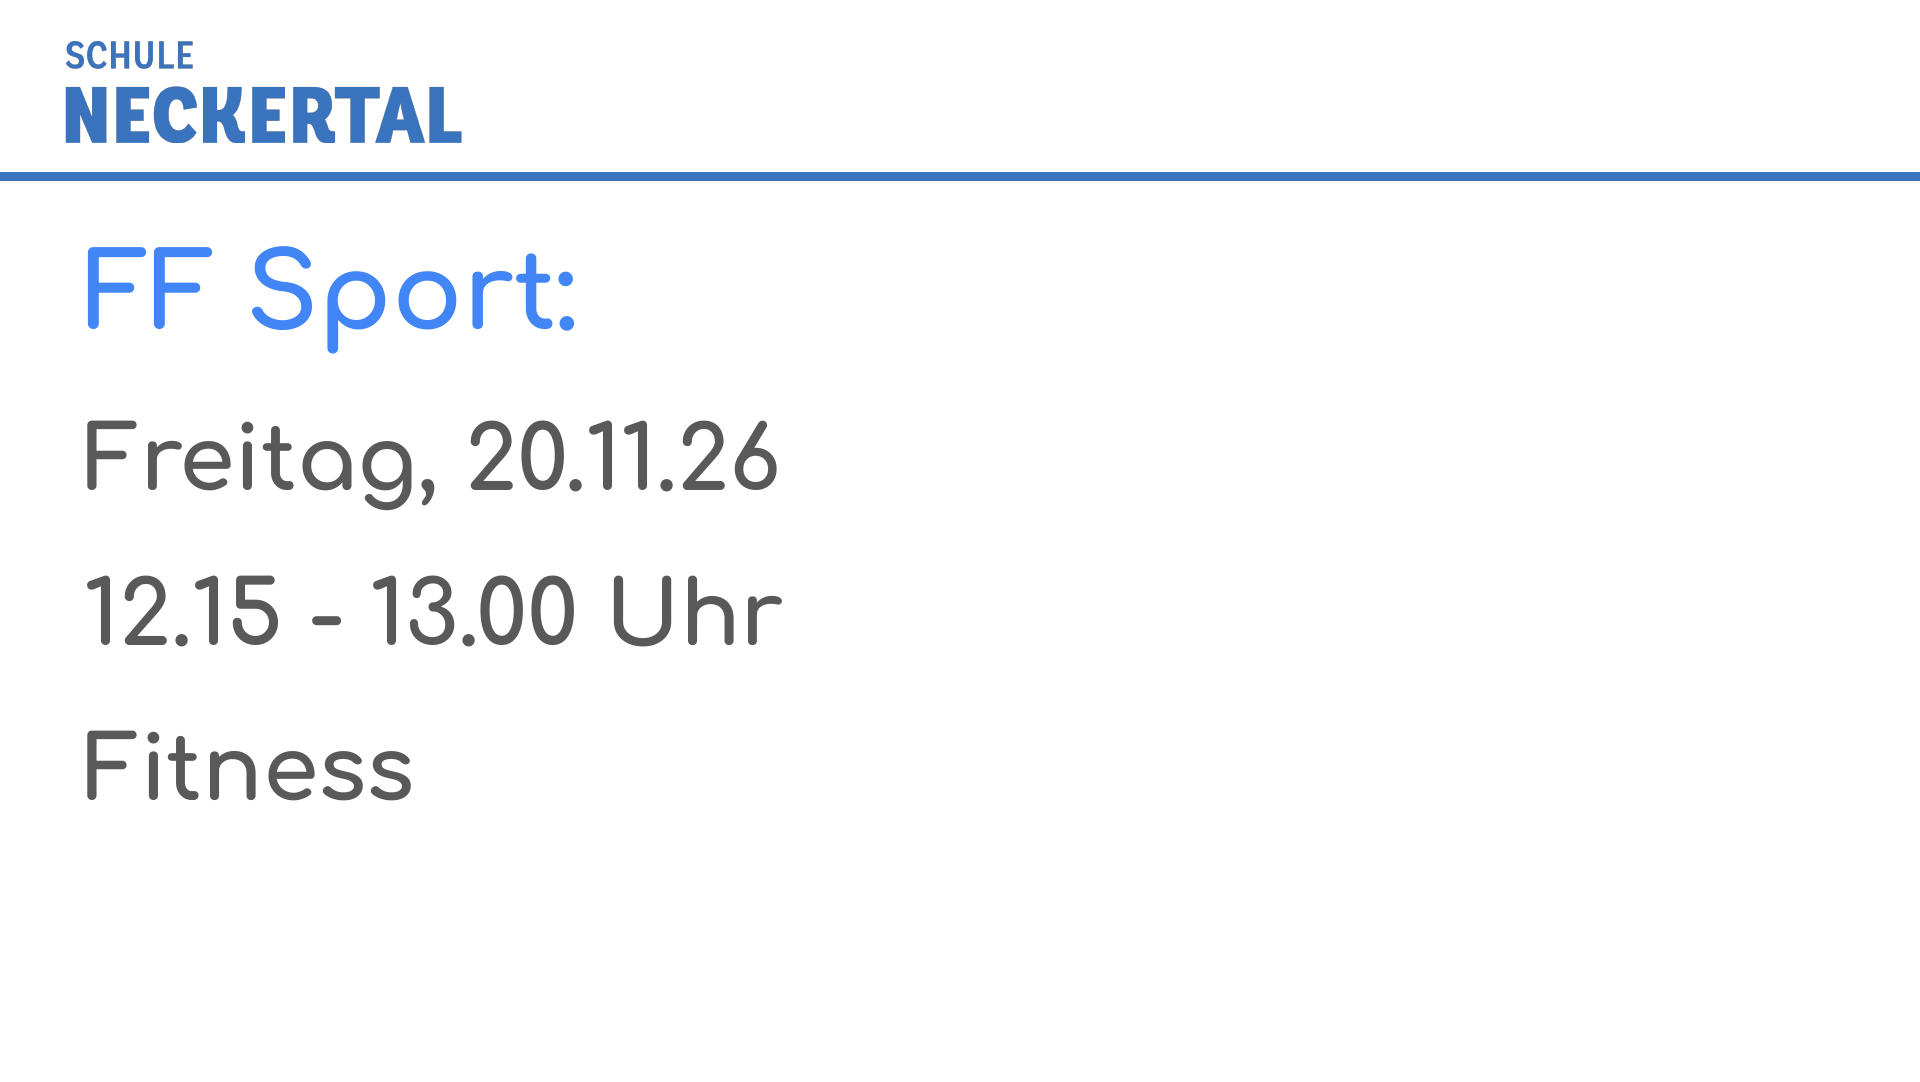 SCHULE
NECKERTAL
FF Sport:
Freitag, 20.11.26
12.15 - 13.00 Uhr
Fitness